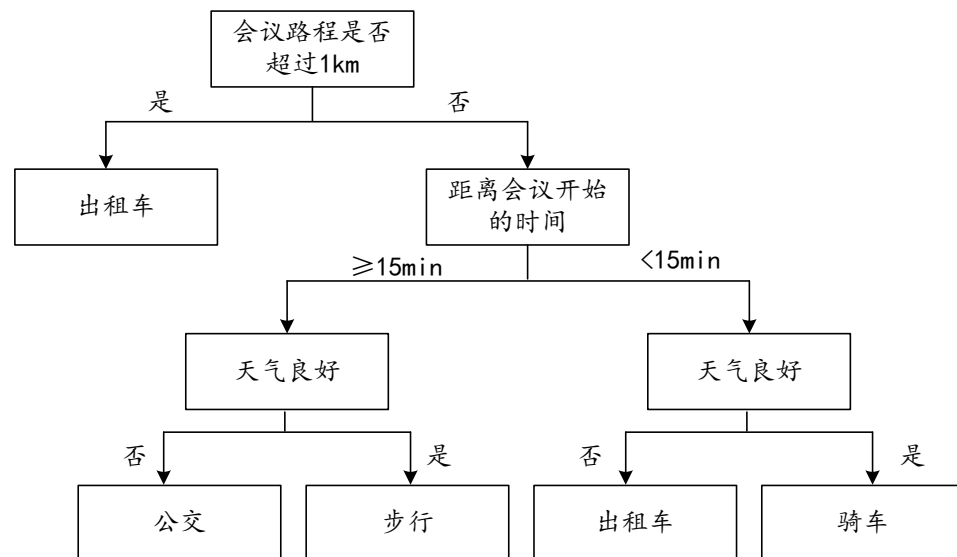 会议路程是否
超过1km
是
否
出租车
距离会议开始
的时间
≥15min
<15min
天气良好
天气良好
否
是
否
是
公交
步行
出租车
骑车